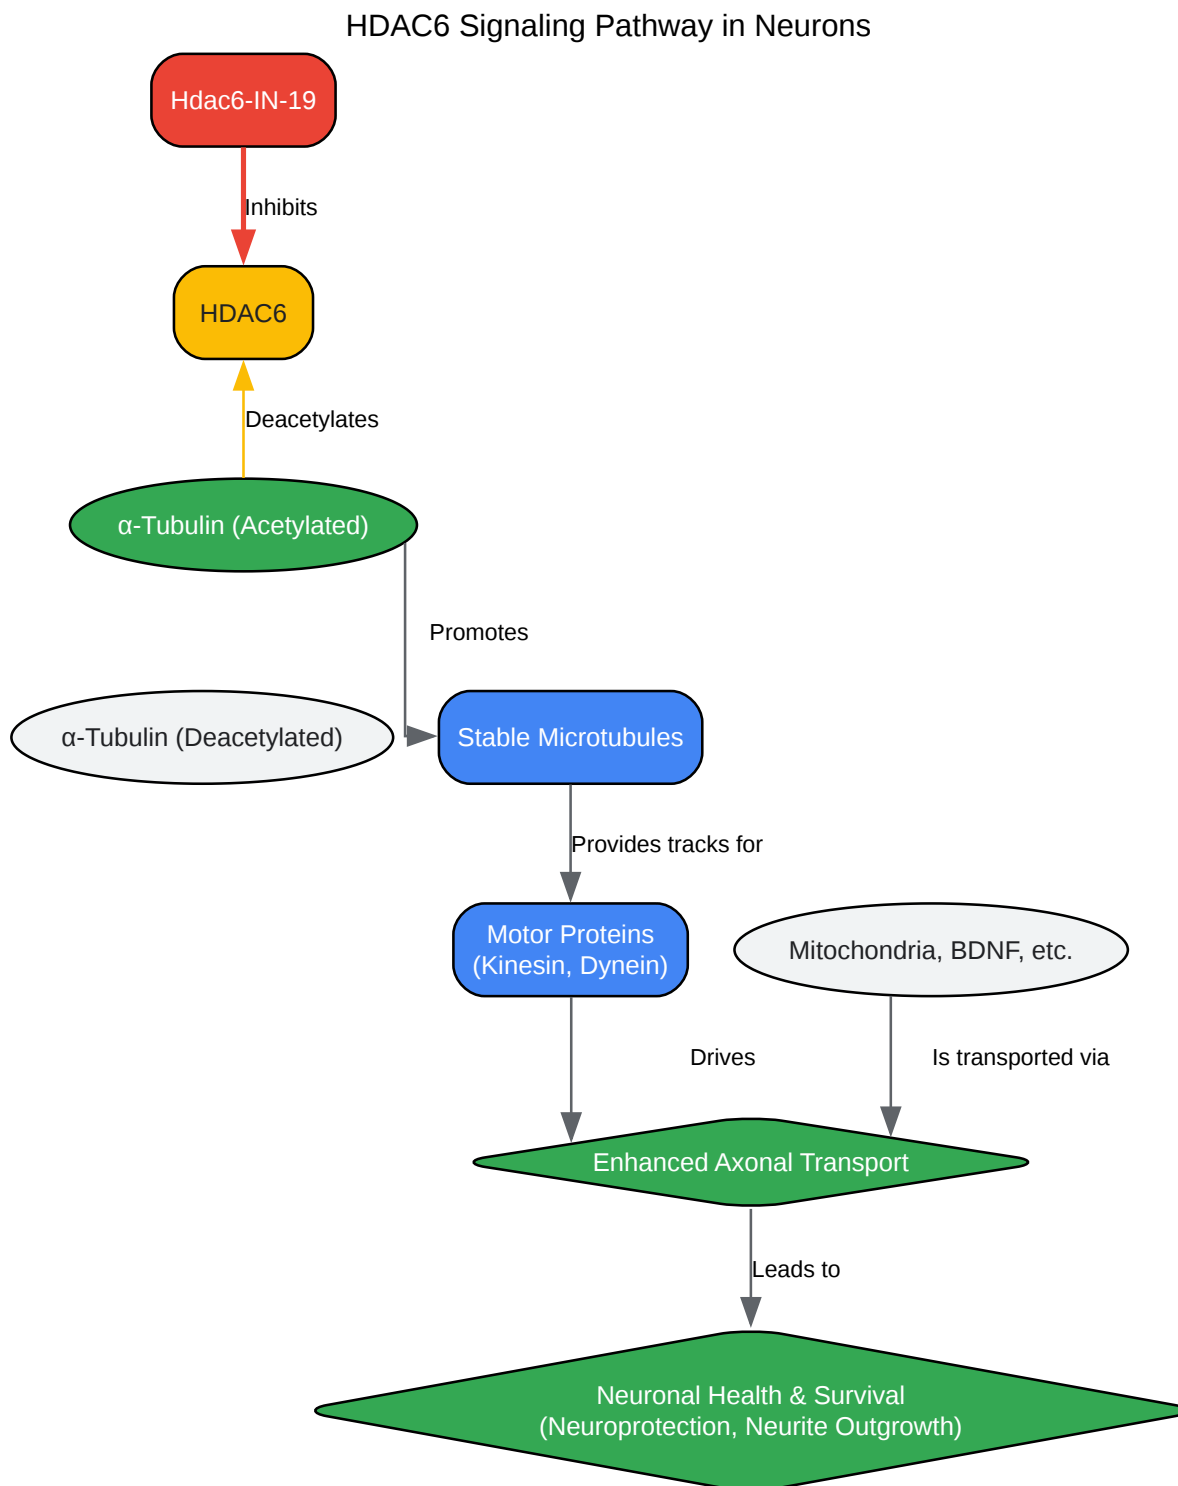 HDAC6 Signaling Pathway in Neurons
Hdac6-IN-19
Inhibits
HDAC6
Deacetylates
α-Tubulin (Acetylated)
Promotes
α-Tubulin (Deacetylated)
Stable Microtubules
Provides tracks for
Motor Proteins
(Kinesin, Dynein)
Mitochondria, BDNF, etc.
Drives
Is transported via
Enhanced Axonal Transport
Leads to
Neuronal Health & Survival
(Neuroprotection, Neurite Outgrowth)